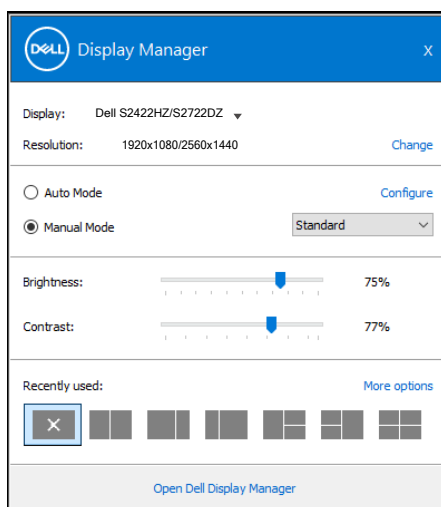 DELL Display Manager X
Display: Dell S2422HZ/S2722DZ
Resolution: 1920x1080/2560x1440 Change
Auto Mode Configure
Manual Mode Standard
Brightness: 75%
Contrast: 77%
Recently used: More options
Open Dell Display Manager